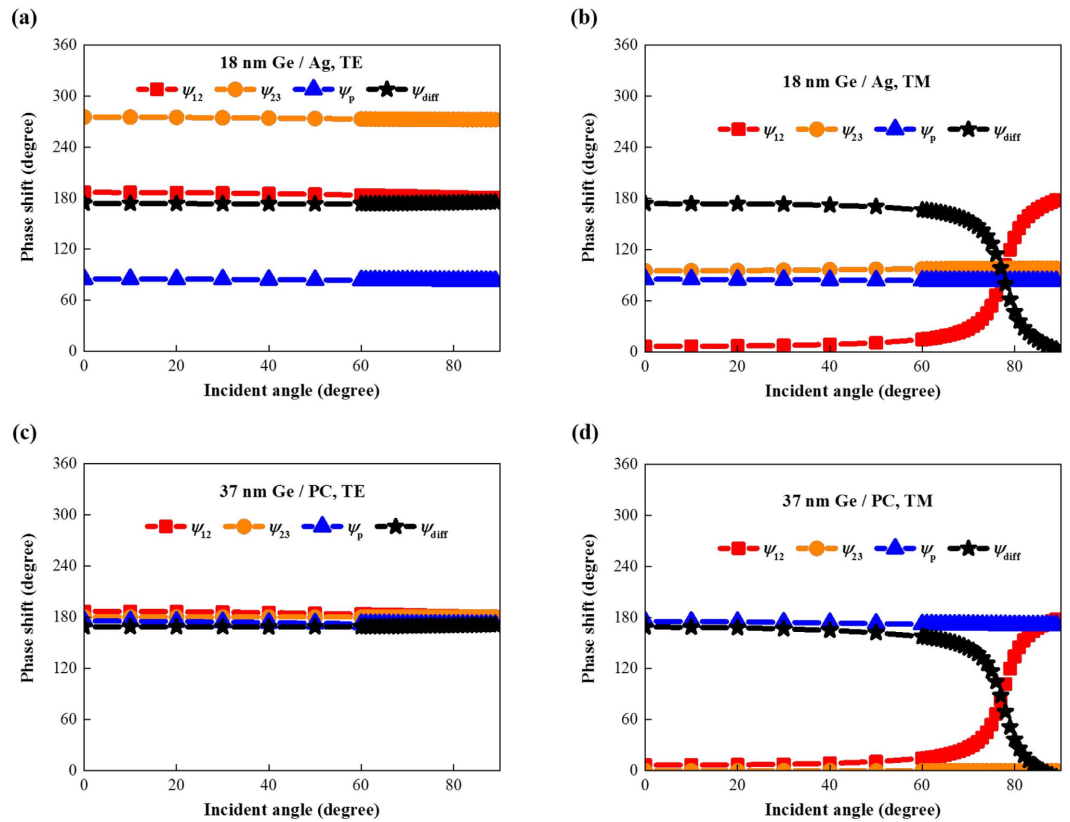 (a)
18 nm Ge / Ag, TE
ψ12 ψ23 ψp ψdiff
Phase shift (degree)
360
300
240
180
120
60
0
0 20 40 60 80
Incident angle (degree)
(b)
18 nm Ge / Ag, TM
ψ12 ψ23 ψp ψdiff
Phase shift (degree)
360
300
240
180
120
60
0
0 20 40 60 80
Incident angle (degree)
(c)
37 nm Ge / PC, TE
ψ12 ψ23 ψp ψdiff
Phase shift (degree)
360
300
240
180
120
60
0
0 20 40 60 80
Incident angle (degree)
(d)
37 nm Ge / PC, TM
ψ12 ψ23 ψp ψdiff
Phase shift (degree)
360
300
240
180
120
60
0
0 20 40 60 80
Incident angle (degree)